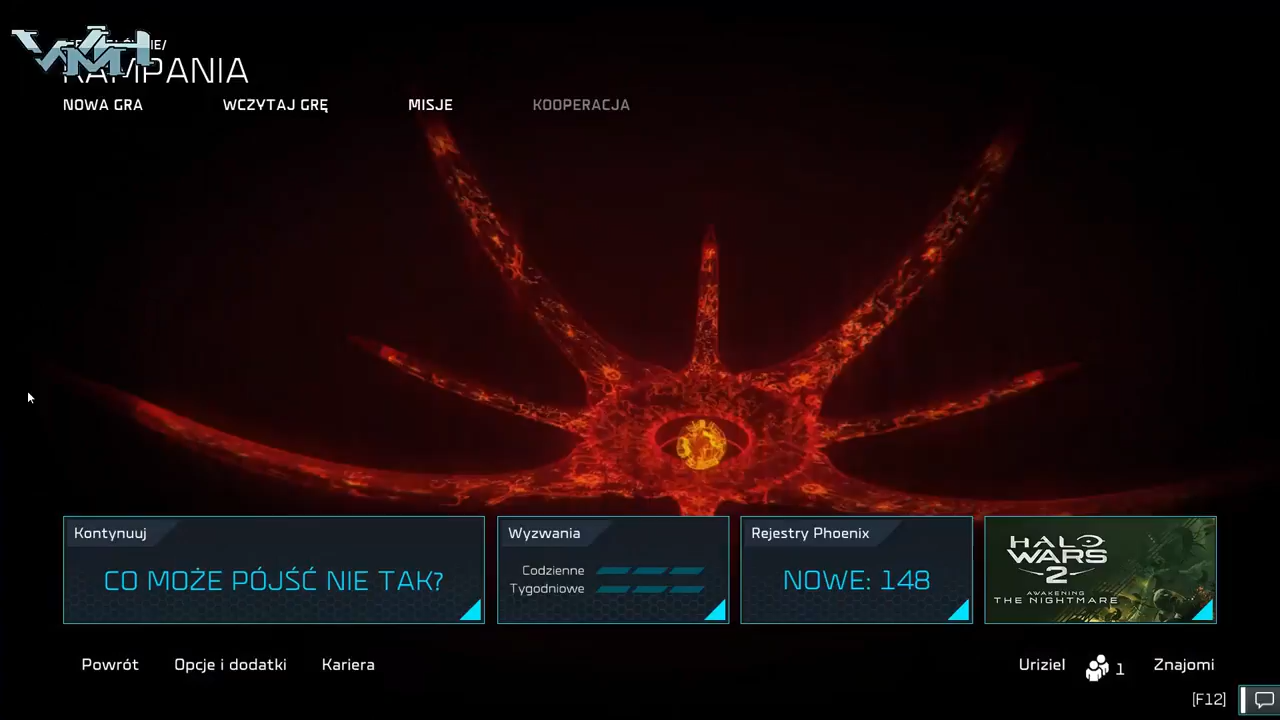 VMH
KAMPANIA
NOWA GRA
WCZYTAJ GRĘ
MISJE
KOOPERACJA
Kontynuuj
CO MOŻE PÓJŚĆ NIE TAK?
Wyzwania
Codzienne
Tygodniowe
Rejestry Phoenix
NOWE: 148
HALO
WARS
2
AWAKENING
THE NIGHTMARE
Powrót
Opcje i dodatki
Kariera
Uriziel
1
Znajomi
[F12]